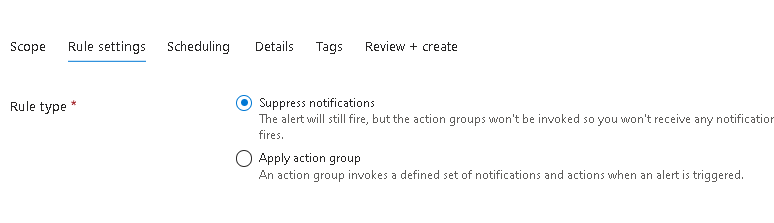 Scope Rule settings Scheduling Details Tags Review + create
Rule type *
Suppress notifications
The alert will still fire, but the action groups won't be invoked so you won't receive any notification
fires.
Apply action group
An action group invokes a defined set of notifications and actions when an alert is triggered.